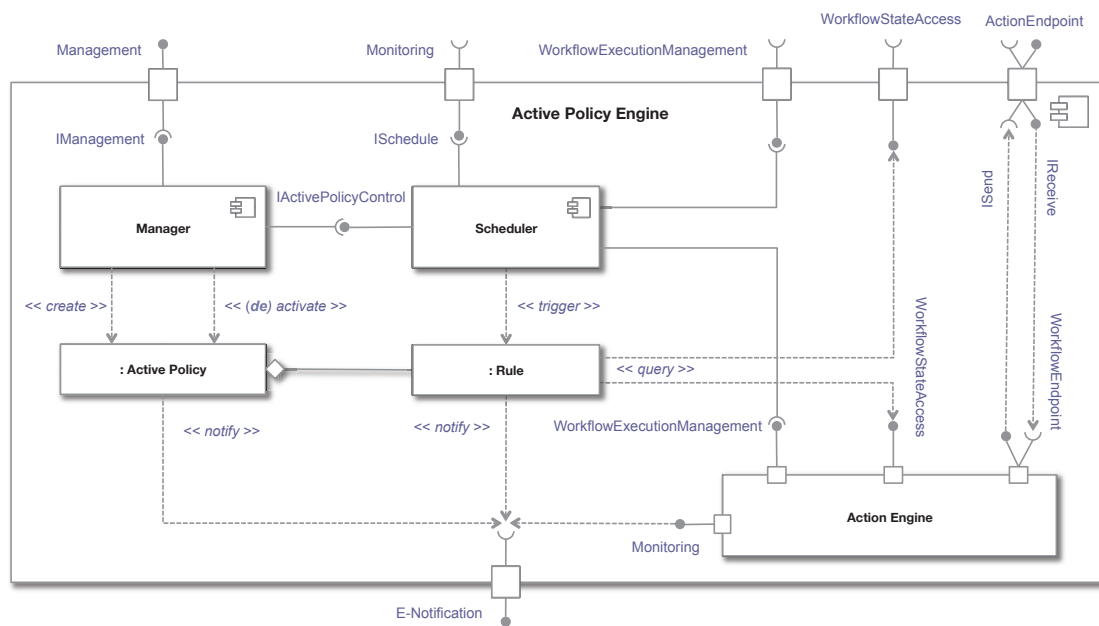 WorkflowStateAccess
ActionEndpoint
Management
Monitoring
WorkflowExecutionManagement
Active Policy Engine
IManagement
ISchedule
IReceive
ISend
IActivePolicyControl
Manager
Scheduler
<< create >>
<< (de) activate >>
<< trigger >>
WorkflowStateAccess
WorkflowEndpoint
: Active Policy
: Rule
<< query >>
<< notify >>
<< notify >>
WorkflowExecutionManagement
Action Engine
Monitoring
E-Notification